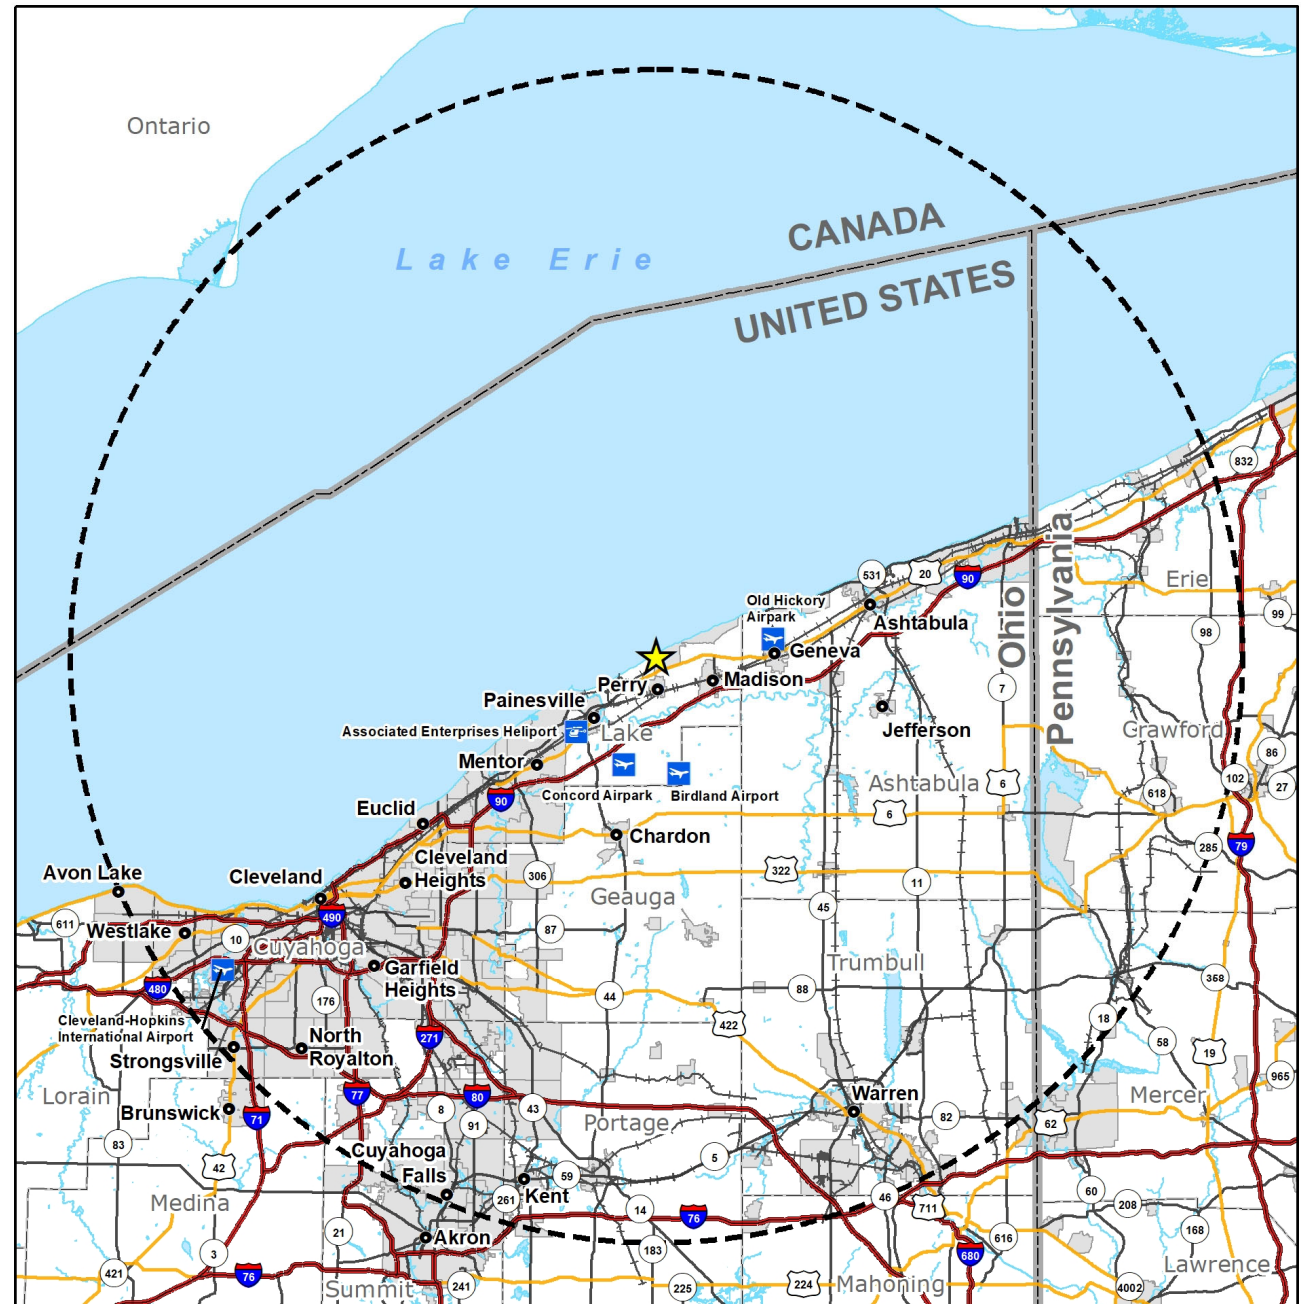 Ontario
CANADA
Lake Erie
UNITED STATES
832
531
20
90
Erie
99
Old Hickory
Airpark
Ashtabula
98
Ohio
Pennsylvania
Geneva
Perry
Madison
7
Painesville
Jefferson
Associated Enterprises Heliport
Lake
Crawford
86
Mentor
Concord Airpark
Birdland Airport
Ashtabula
6
618
102
27
90
Euclid
6
Chardon
285
79
Cleveland
Heights
Avon Lake
Cleveland
306
322
11
Geauga
45
490
611
Westlake
10
87
Cuyahoga
Trumbull
Garfield
Heights
480
88
368
176
44
18
Cleveland-Hopkins
International Airport
422
North
Royalton
271
58
19
Strongsville
965
Lorain
77
80
Warren
Mercer
Brunswick
71
8
43
82
62
91
Portage
83
Cuyahoga
Falls
5
42
59
60
Medina
261
Kent
14
76
46
711
208
168
21
Akron
183
616
3
680
421
76
Summit
241
225
224
Mahoning
4002
Lawrence